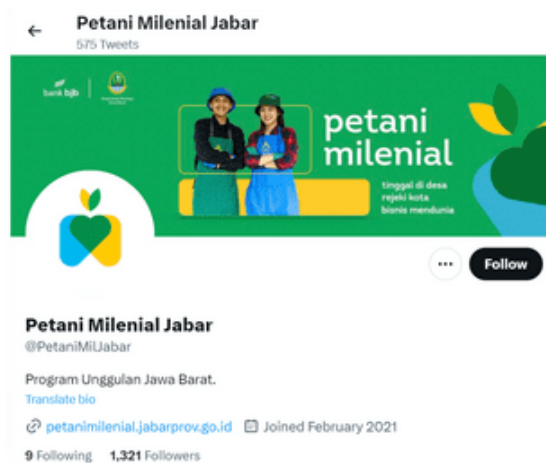 Petani Milenial Jabar
575 Tweets
bank bjb
petani
milenial
tinggal di desa
rejeki kota
bisnis mendunia
Follow
Petani Milenial Jabar
@PetaniMilJabar
Program Unggulan Jawa Barat.
Translate bio
petanimilenial.jabarprov.go.id Joined February 2021
9 Following 1,321 Followers